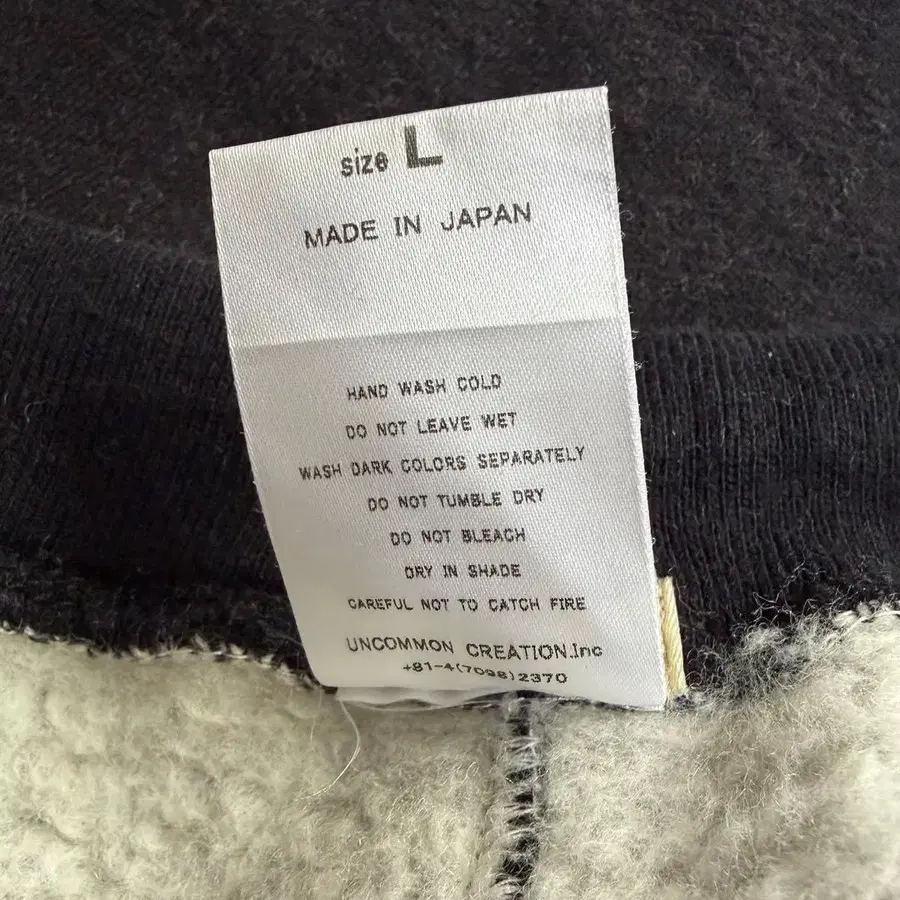 size L
MADE IN JAPAN
HAND WASH COLD
DO NOT LEAVE WET
WASH DARK COLORS SEPARATELY
DO NOT TUMBLE DRY
DO NOT BLEACH
DRY IN SHADE
CAREFUL NOT TO CATCH FIRE
UNCOMMON CREATION.Inc
+81-4(7098)2370